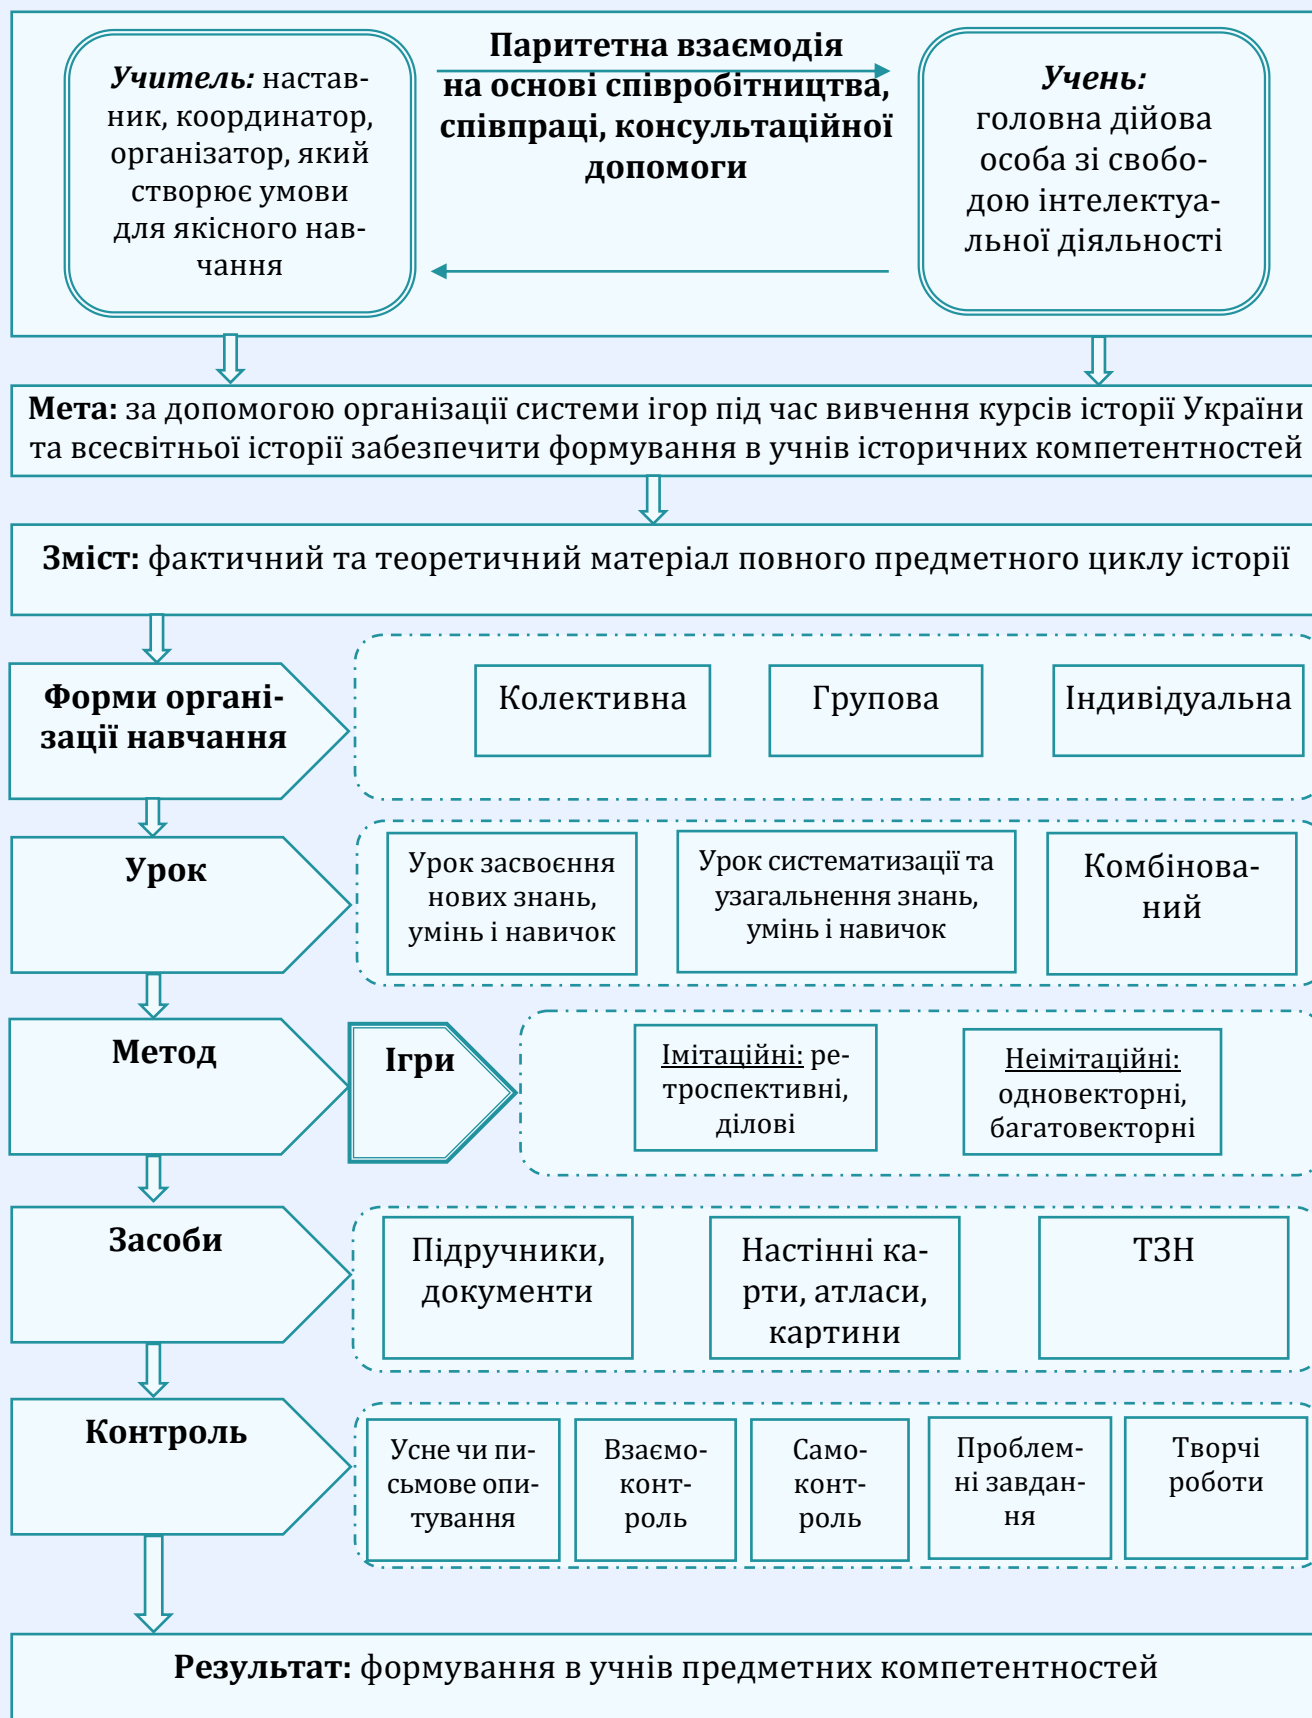 Учитель: настав-
ник, координатор,
організатор, який
створює умови
для якісного нав-
чання
Паритетна взаємодія
на основі співробітництва,
співпраці, консультаційної
допомоги
Учень:
головна дійова
особа зі свобо-
дою інтелектуа-
льної діяльності
Мета: за допомогою організації системи ігор під час вивчення курсів історії України
та всесвітньої історії забезпечити формування в учнів історичних компетентностей
Зміст: фактичний та теоретичний матеріал повного предметного циклу історії
Форми органі-
зації навчання
Колективна
Групова
Індивідуальна
Урок
Урок засвоєння
нових знань,
умінь і навичок
Урок систематизації та
узагальнення знань,
умінь і навичок
Комбінова-
ний
Метод
Ігри
Імітаційні: ре-
троспективні,
ділові
Неімітаційні:
одновекторні,
багатовекторні
Засоби
Підручники,
документи
Настінні ка-
рти, атласи,
картини
ТЗН
Контроль
Усне чи пи-
сьмове опи-
тування
Взаємо-
конт-
роль
Само-
конт-
роль
Проблем-
ні завдан-
ня
Творчі
роботи
Результат: формування в учнів предметних компетентностей